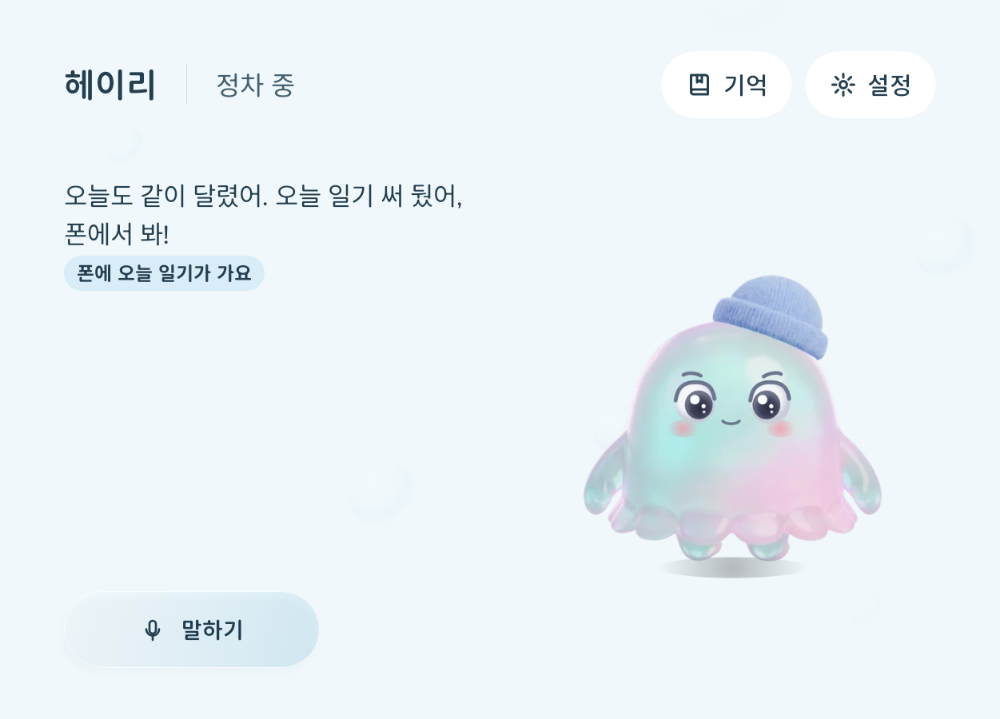 헤이리
정차 중
기억
설정
오늘도 같이 달렸어. 오늘 일기 써 뒀어,
폰에서 봐!
폰에 오늘 일기가 가요
말하기